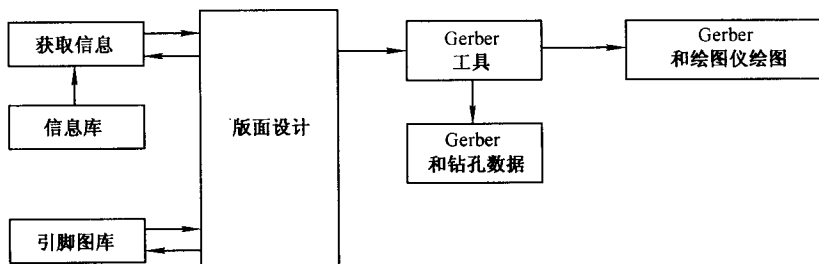 获取信息
信息库
引脚图库
版面设计
Gerber
工具
Gerber
和钻孔数据
Gerber
和绘图仪绘图